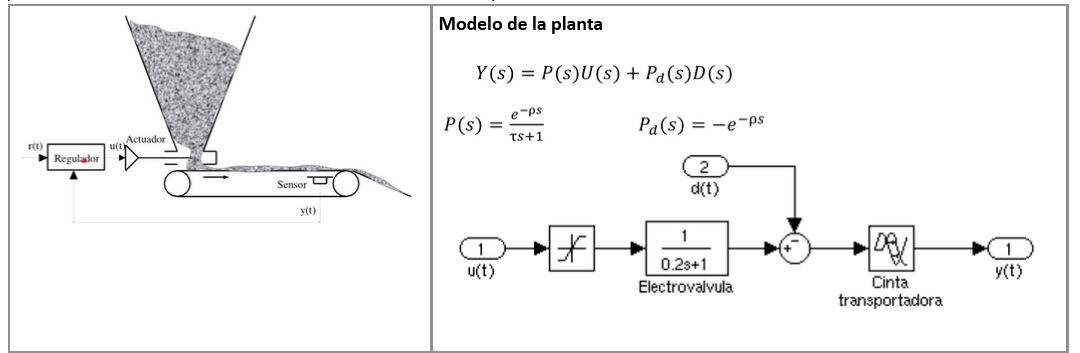 r(t)
Regulador
u(t)
Actuador
Sensor
y(t)
Modelo de la planta
Y(s) = P(s)U(s) + P_d(s)D(s)
P(s) = e^{-ρs} / (τs+1)
P_d(s) = −e^{-ρs}
2
d(t)
1
u(t)
1
0.2s+1
Electrovalvula
+ −
Cinta
transportadora
1
y(t)